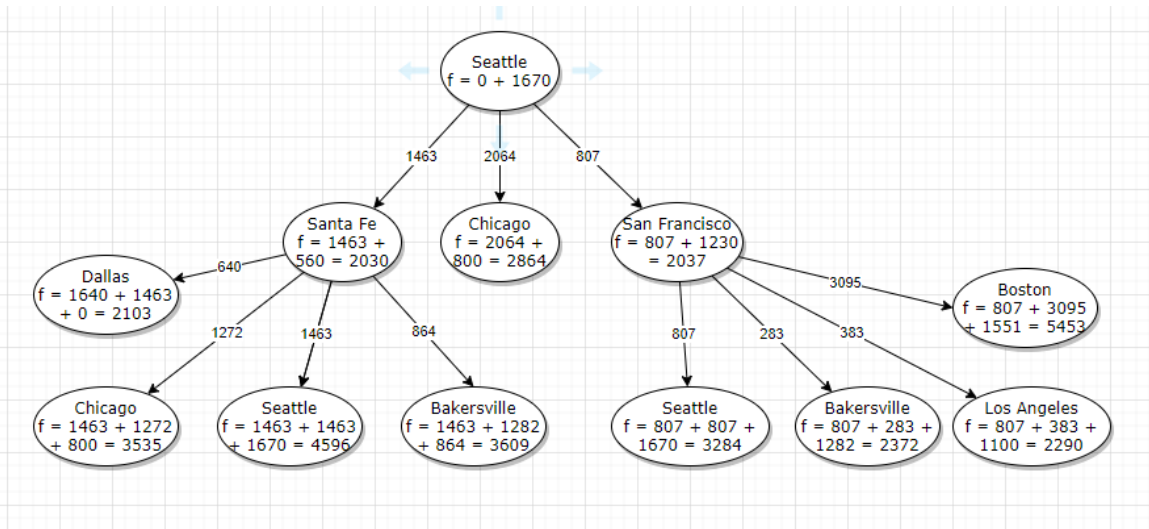 Seattle
f = 0 + 1670
1463
2064
807
Santa Fe
f = 1463 +
560 = 2030
Chicago
f = 2064 +
800 = 2864
San Francisco
f = 807 + 1230
= 2037
640
3095
Dallas
f = 1640 + 1463
+ 0 = 2103
Boston
f = 807 + 3095
+ 1551 = 5453
1272
1463
864
807
283
383
Chicago
f = 1463 + 1272
+ 800 = 3535
Seattle
f = 1463 + 1463
+ 1670 = 4596
Bakersville
f = 1463 + 1282
+ 864 = 3609
Seattle
f = 807 + 807 +
1670 = 3284
Bakersville
f = 807 + 283 +
1282 = 2372
Los Angeles
f = 807 + 383 +
1100 = 2290